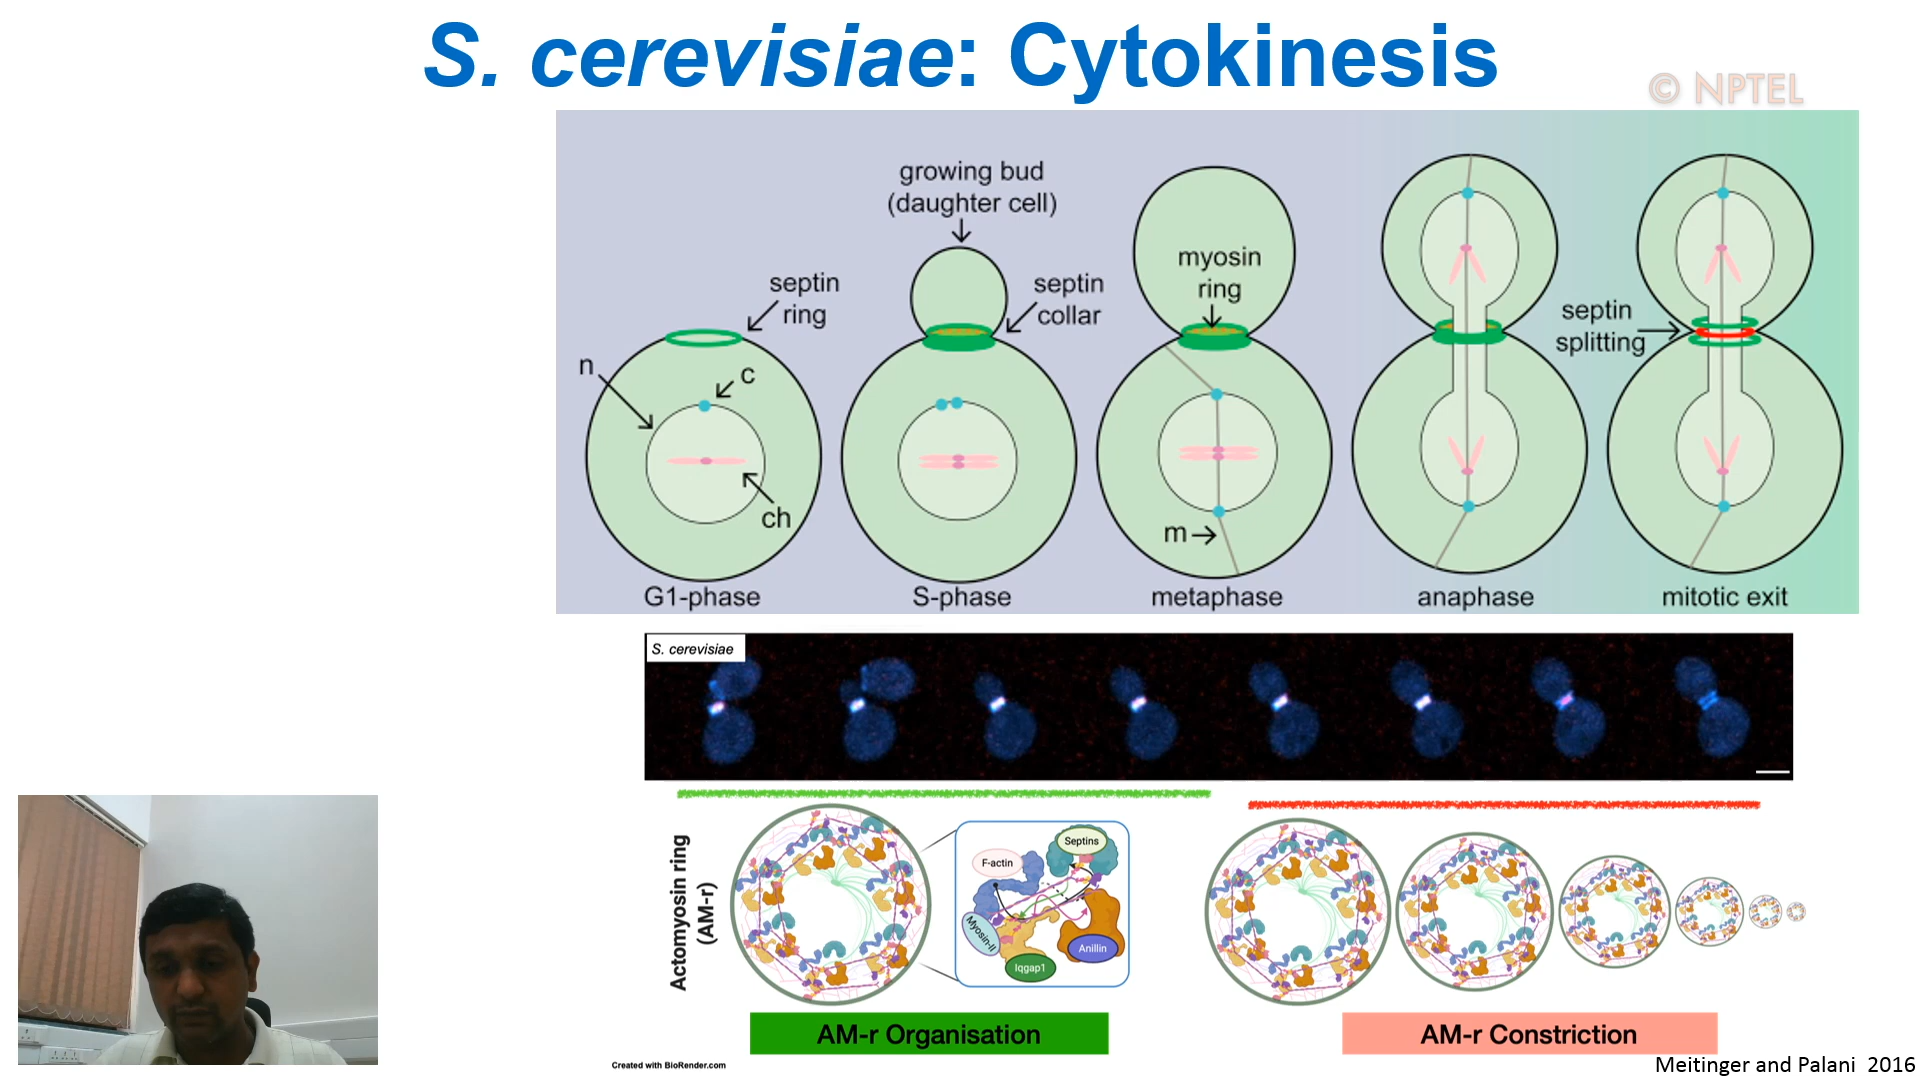 S. cerevisiae: Cytokinesis
© NPTEL
growing bud
(daughter cell)
septin
ring
septin
collar
myosin
ring
septin
splitting
n
c
ch
m
G1-phase
S-phase
metaphase
anaphase
mitotic exit
S. cerevisiae
Actomyosin ring
(AM-r)
F-actin
Septins
Myosin-II
Anillin
Iqgap1
AM-r Organisation
AM-r Constriction
Created with BioRender.com
Meitinger and Palani 2016